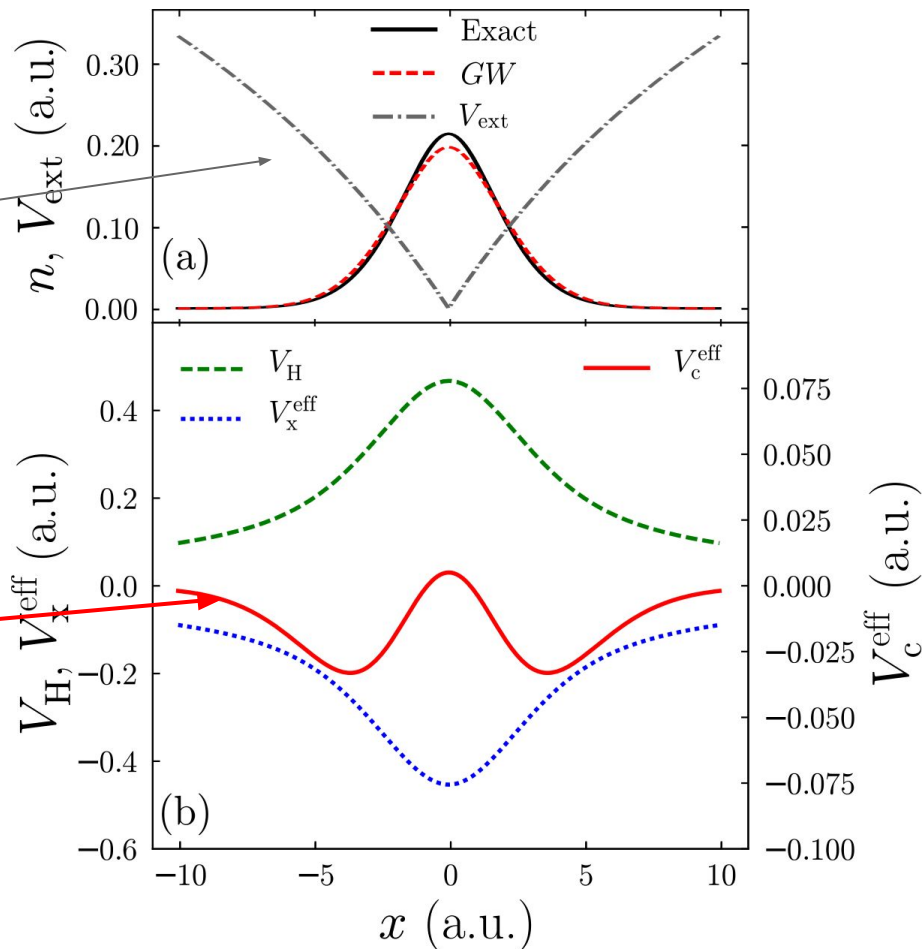 n, V_ext (a.u.)
0.30
0.20
0.10
0.00
Exact
GW
V_ext
(a)
V_H, V_x^eff (a.u.)
0.4
0.2
0.0
−0.2
−0.4
−0.6
V_H
V_x^eff
V_c^eff
(b)
0.075
0.050
0.025
0.000
−0.025
−0.050
−0.075
−0.100
V_c^eff (a.u.)
−10 −5 0 5 10
x (a.u.)